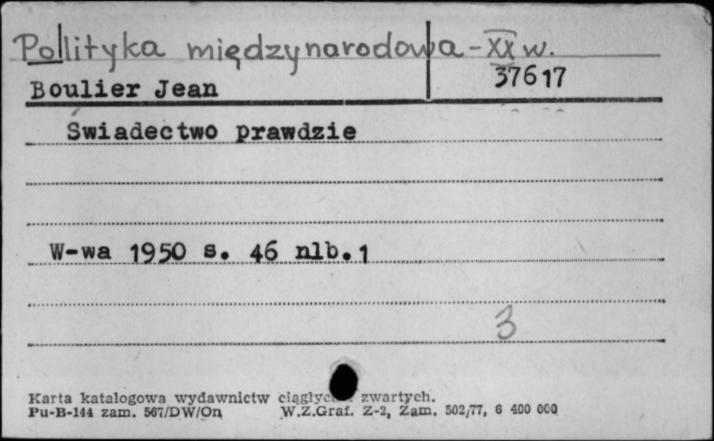 Polityka międzynarodowa - XX w.
Boulier Jean 37617
Świadectwo prawdzie
W-wa 1950 s. 46 nlb.1
3
Karta katalogowa wydawnictw ciągłych i zwartych.
Pu-B-144 zam. 567/DW/On W.Z.Graf. Z-2, Zam. 502/77, 6 400 000